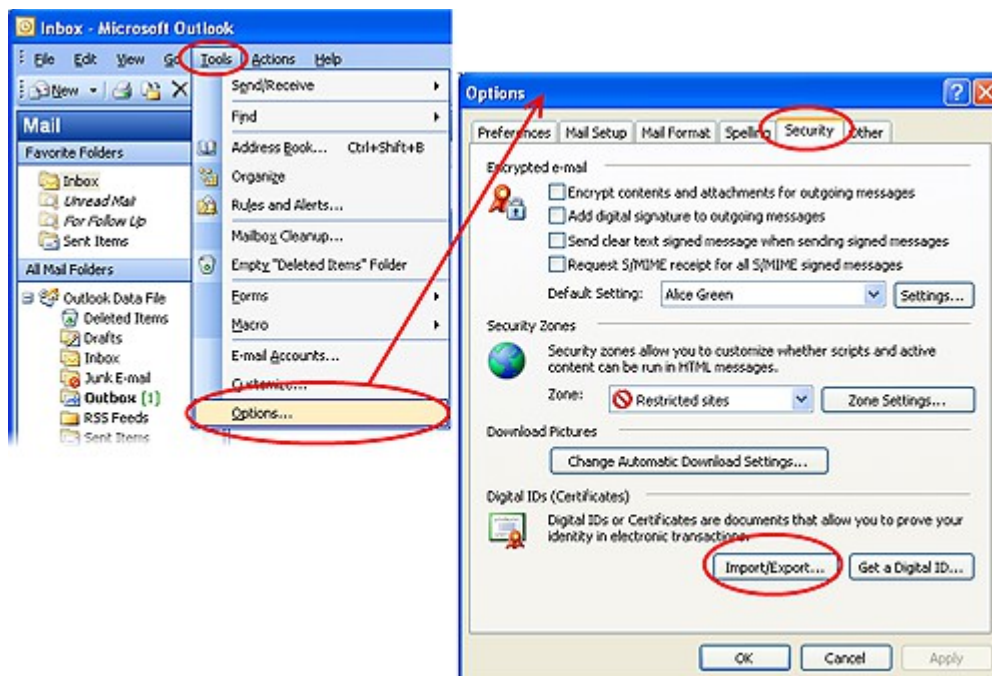 Inbox - Microsoft Outlook
File Edit View Go Tools Actions Help
New
Mail
Favorite Folders
Inbox
Unread Mail
For Follow Up
Sent Items
All Mail Folders
Outlook Data File
Deleted Items
Drafts
Inbox
Junk E-mail
Outbox (1)
RSS Feeds
Sent Items
Send/Receive
Find
Address Book... Ctrl+Shift+B
Organize
Rules and Alerts...
Mailbox Cleanup...
Empty "Deleted Items" Folder
Forms
Macro
E-mail Accounts...
Customize...
Options...
Options
Preferences Mail Setup Mail Format Spelling Security Other
Encrypted e-mail
Encrypt contents and attachments for outgoing messages
Add digital signature to outgoing messages
Send clear text signed message when sending signed messages
Request S/MIME receipt for all S/MIME signed messages
Default Setting: Alice Green Settings...
Security Zones
Security zones allow you to customize whether scripts and active
content can be run in HTML messages.
Zone: Restricted sites Zone Settings...
Download Pictures
Change Automatic Download Settings...
Digital IDs (Certificates)
Digital IDs or Certificates are documents that allow you to prove your
identity in electronic transactions.
Import/Export... Get a Digital ID...
OK Cancel Apply